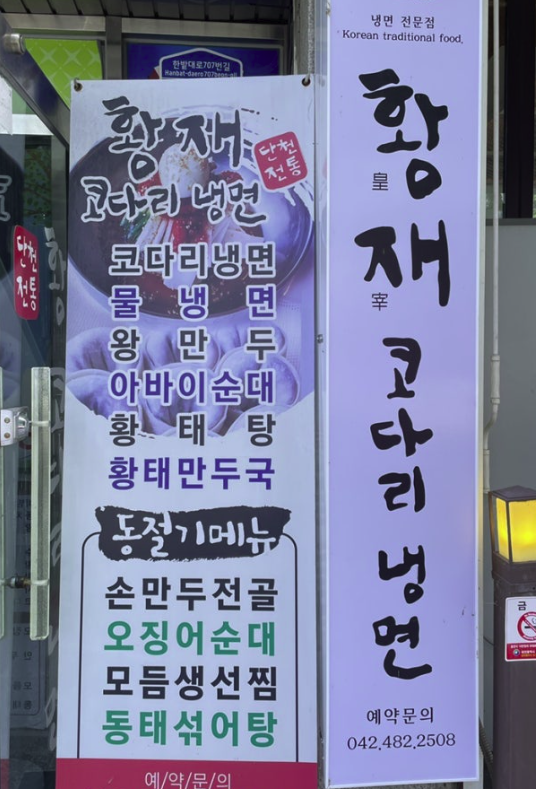 한밭대로707번길
Hanbat-daero707beon-gil
황재
코다리 냉면
단천
전통
코다리냉면
물냉면
왕만두
아바이순대
황태탕
황태만두국
동절기메뉴
손만두전골
오징어순대
모듬생선찜
동태섞어탕
예/약/문/의
냉면 전문점
Korean traditional food.
황
皇
재
宰
코다리
냉면
예약문의
042.482.2508
단천
전통
황
금